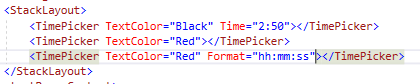 <StackLayout>
<TimePicker TextColor="Black" Time="2:50"></TimePicker>
<TimePicker TextColor="Red"></TimePicker>
<TimePicker TextColor="Red" Format="hh:mm:ss"></TimePicker>
</StackLayout>